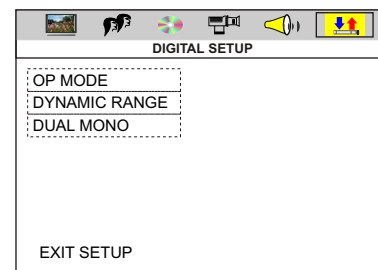 DIGITAL SETUP
OP MODE
DYNAMIC RANGE
DUAL MONO
EXIT SETUP